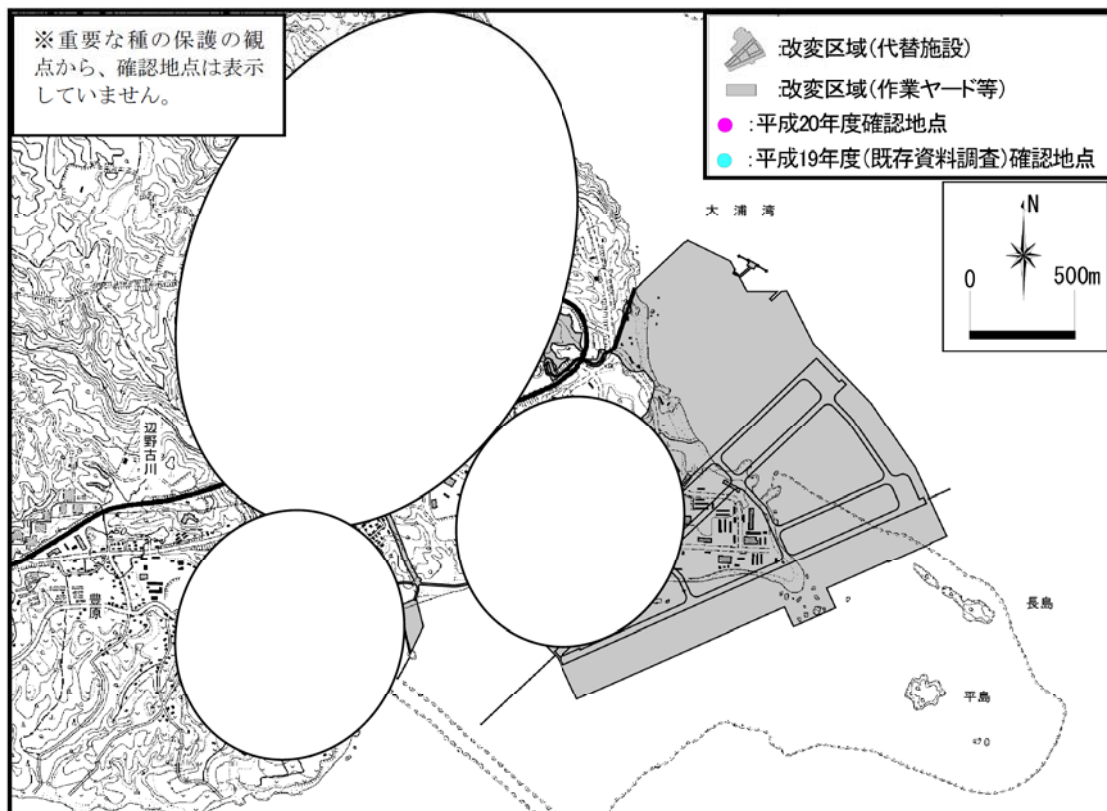 ※重要な種の保護の観
点から、確認地点は表示
していません。
:改変区域(代替施設)
:改変区域(作業ヤード等)
:平成20年度確認地点
:平成19年度(既存資料調査)確認地点
大浦湾
N
0 500m
辺野古川
豊原
長島
平島